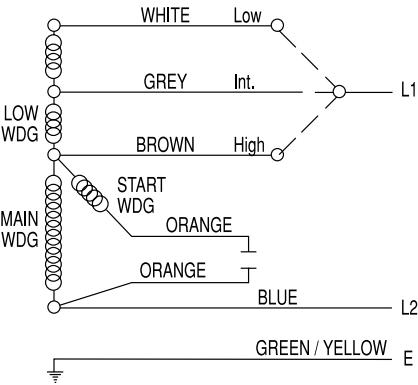 WHITE Low
GREY Int.
L1
LOW
WDG
BROWN High
START
WDG
MAIN
WDG
ORANGE
ORANGE
BLUE
L2
GREEN / YELLOW
E